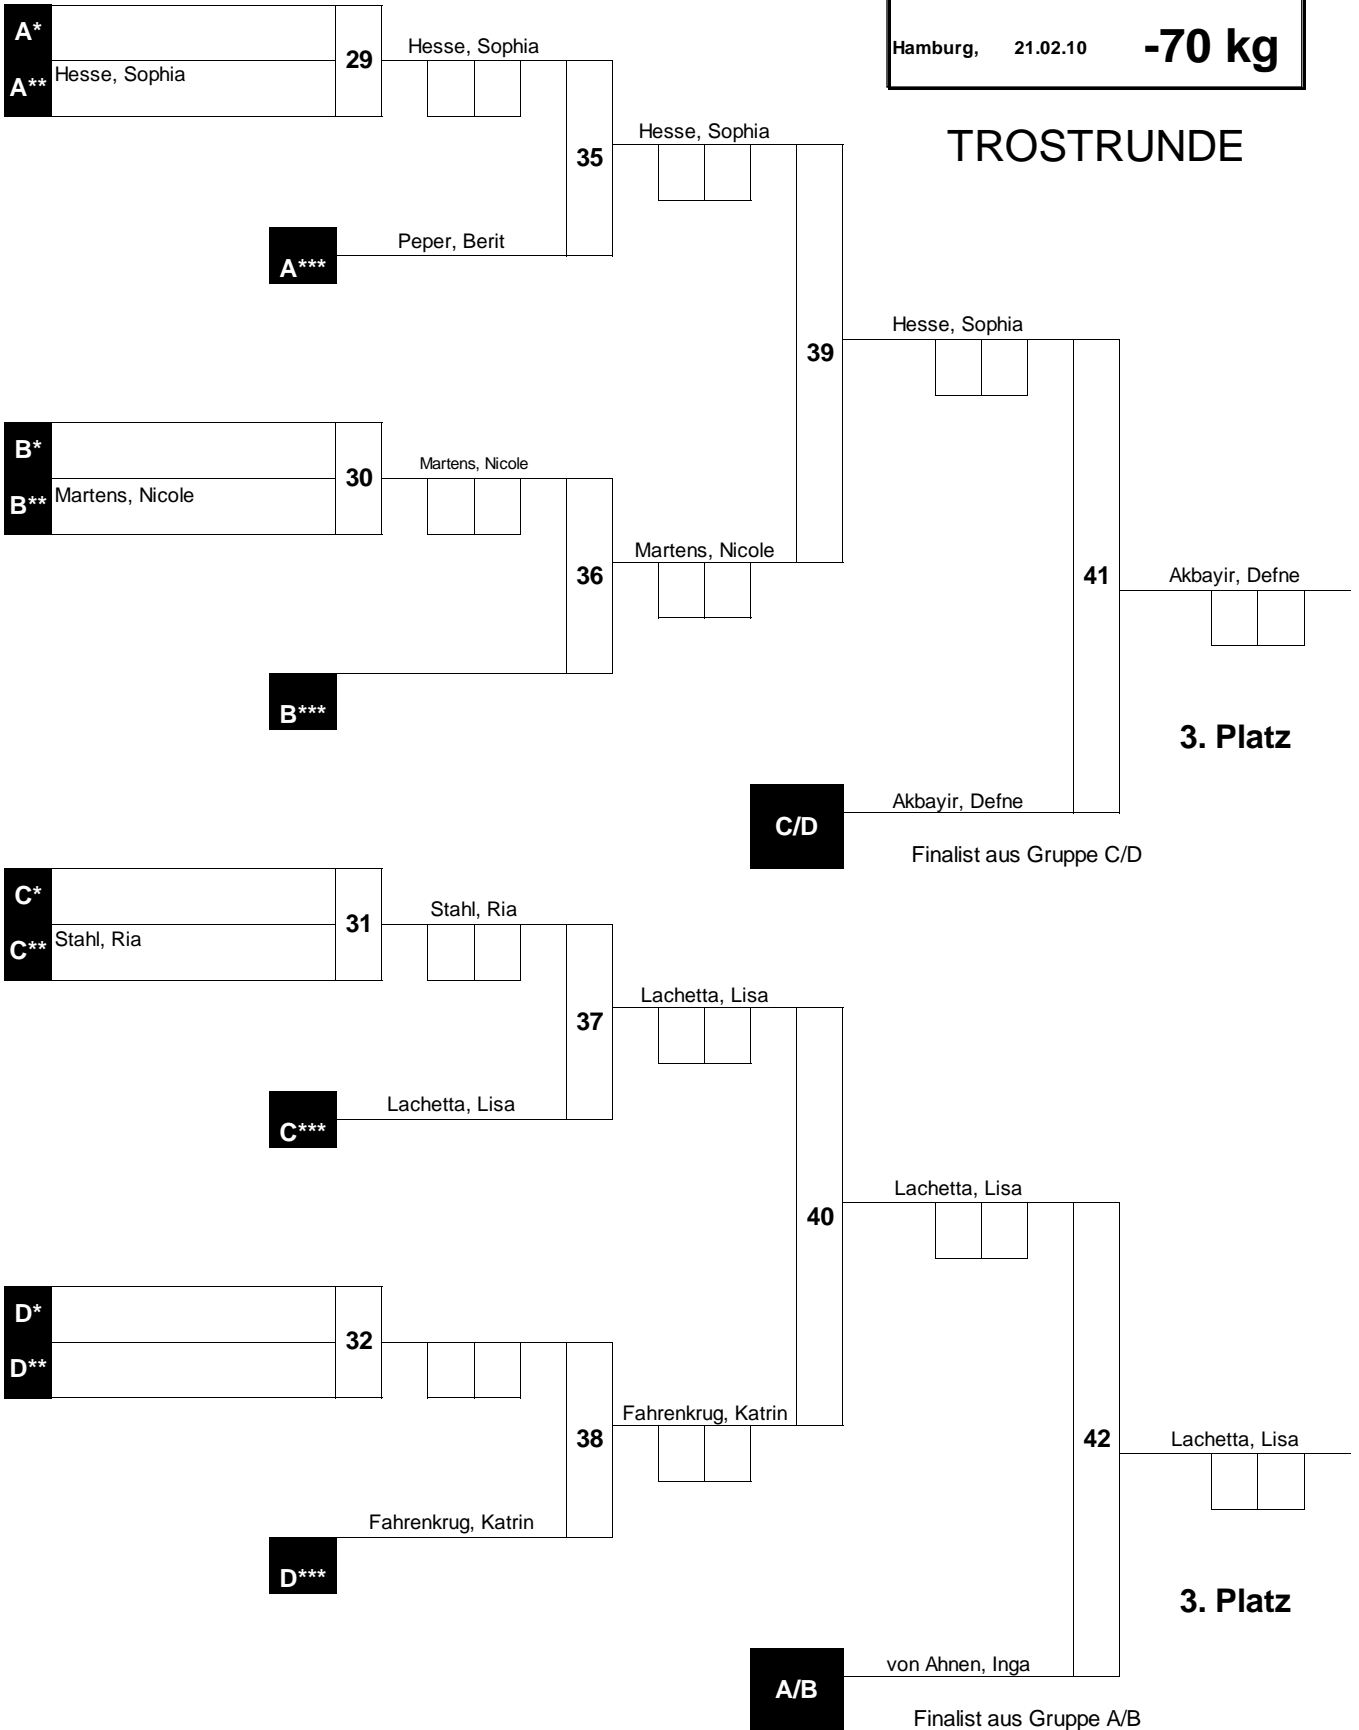 Hamburg, 21.02.10 -70 kg
TROSTRUNDE
A*
A** Hesse, Sophia
29
Hesse, Sophia
35
Hesse, Sophia
A***
Peper, Berit
39
Hesse, Sophia
B*
B** Martens, Nicole
30
Martens, Nicole
36
Martens, Nicole
B***
41
Akbayir, Defne
3. Platz
C/D
Akbayir, Defne
Finalist aus Gruppe C/D
C*
C** Stahl, Ria
31
Stahl, Ria
37
Lachetta, Lisa
C***
Lachetta, Lisa
40
Lachetta, Lisa
D*
D**
32
38
Fahrenkrug, Katrin
D***
Fahrenkrug, Katrin
42
Lachetta, Lisa
3. Platz
A/B
von Ahnen, Inga
Finalist aus Gruppe A/B